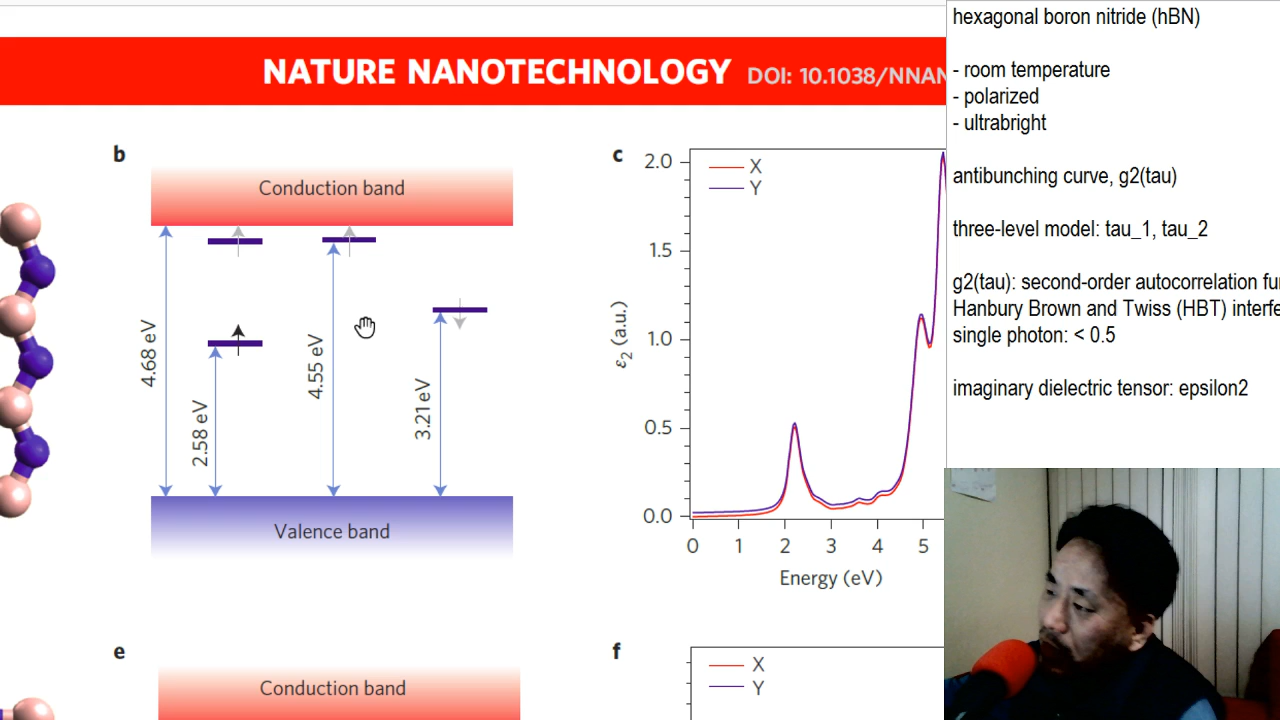 NATURE NANOTECHNOLOGY DOI: 10.1038/NNAN
b
Conduction band
4.68 eV
2.58 eV
4.55 eV
3.21 eV
Valence band
c
X
Y
2.0
1.5
1.0
0.5
0.0
ε2 (a.u.)
0 1 2 3 4 5
Energy (eV)
e
Conduction band
f
X
Y
hexagonal boron nitride (hBN)
- room temperature
- polarized
- ultrabright
antibunching curve, g2(tau)
three-level model: tau_1, tau_2
g2(tau): second-order autocorrelation fu
Hanbury Brown and Twiss (HBT) interfe
single photon: < 0.5
imaginary dielectric tensor: epsilon2